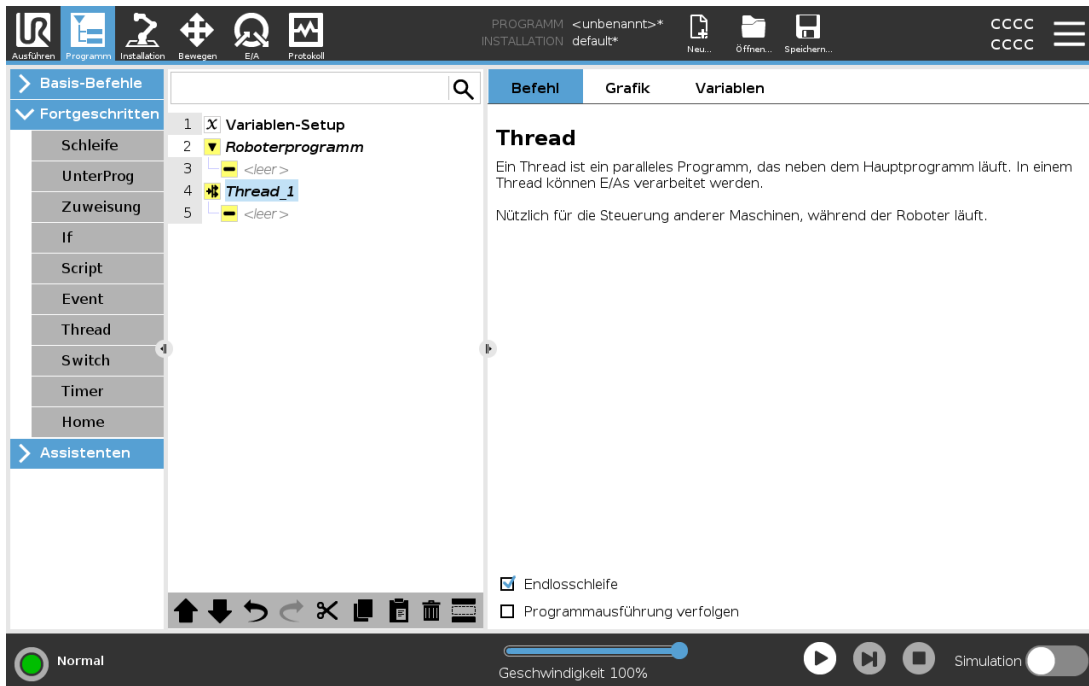 PROGRAMM <unbenannt>*
INSTALLATION default*
CCCC
CCCC
Ausführen Programm Installation Bewegen E/A Protokoll Neu... Öffnen... Speichern...
Basis-Befehle
Fortgeschritten
Schleife
UnterProg
Zuweisung
If
Script
Event
Thread
Switch
Timer
Home
Assistenten
1 x Variablen-Setup
2 Roboterprogramm
3 <leer>
4 Thread_1
5 <leer>
Befehl Grafik Variablen
Thread
Ein Thread ist ein paralleles Programm, das neben dem Hauptprogramm läuft. In einem
Thread können E/As verarbeitet werden.
Nützlich für die Steuerung anderer Maschinen, während der Roboter läuft.
Endlosschleife
Programmausführung verfolgen
Normal
Geschwindigkeit 100%
Simulation